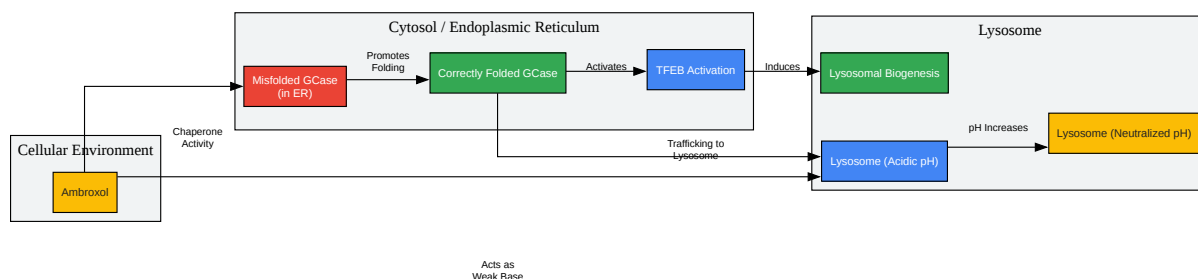 Cytosol / Endoplasmic Reticulum
Promotes
Folding
Misfolded GCase
(in ER)
Correctly Folded GCase
Activates
TFEB Activation
Induces
Lysosome
Lysosomal Biogenesis
pH Increases
Lysosome (Neutralized pH)
Chaperone
Activity
Trafficking to
Lysosome
Lysosome (Acidic pH)
Cellular Environment
Ambroxol
Acts as
Weak Base